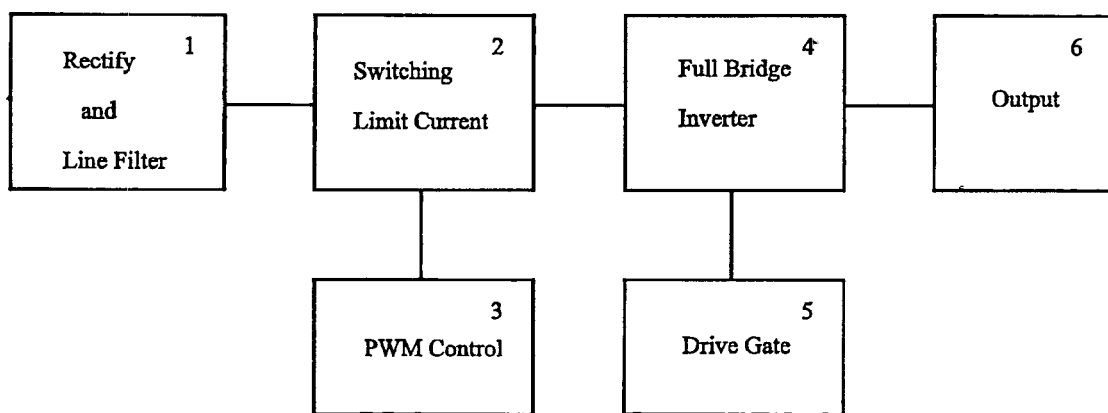 1
Rectify
and
Line Filter
2
Switching
Limit Current
4
Full Bridge
Inverter
6
Output
3
PWM Control
5
Drive Gate